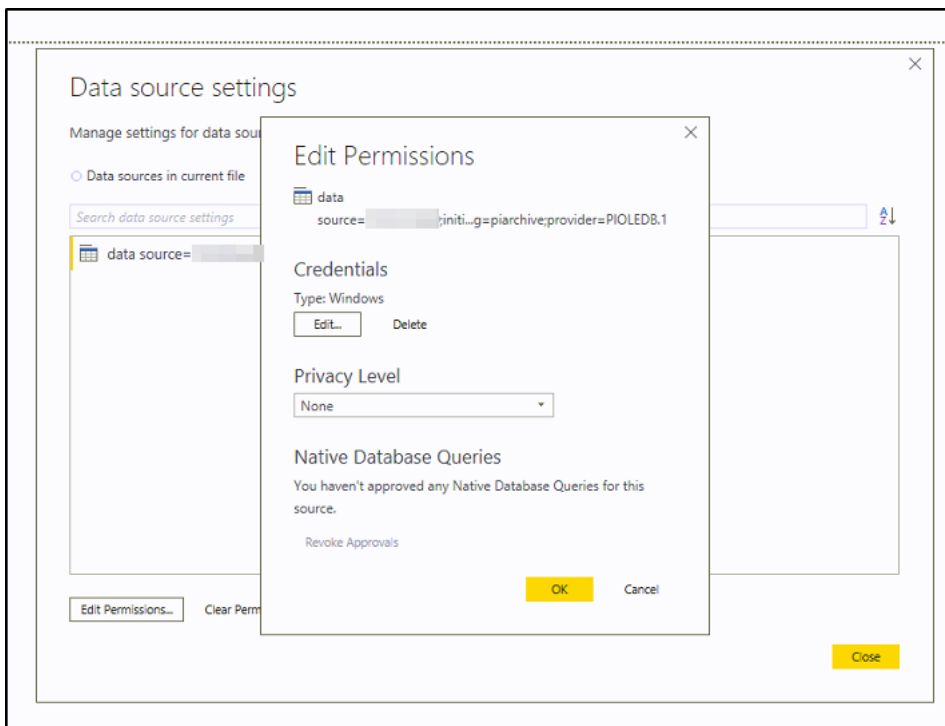 Data source settings
Manage settings for data sou
Data sources in current file
Search data source settings
data source=
Edit Permissions...
Clear Perm
Close
Edit Permissions
data
source= ;initi...g=piarchive;provider=PIOLEDB.1
Credentials
Type: Windows
Edit...
Delete
Privacy Level
None
Native Database Queries
You haven't approved any Native Database Queries for this
source.
Revoke Approvals
OK
Cancel